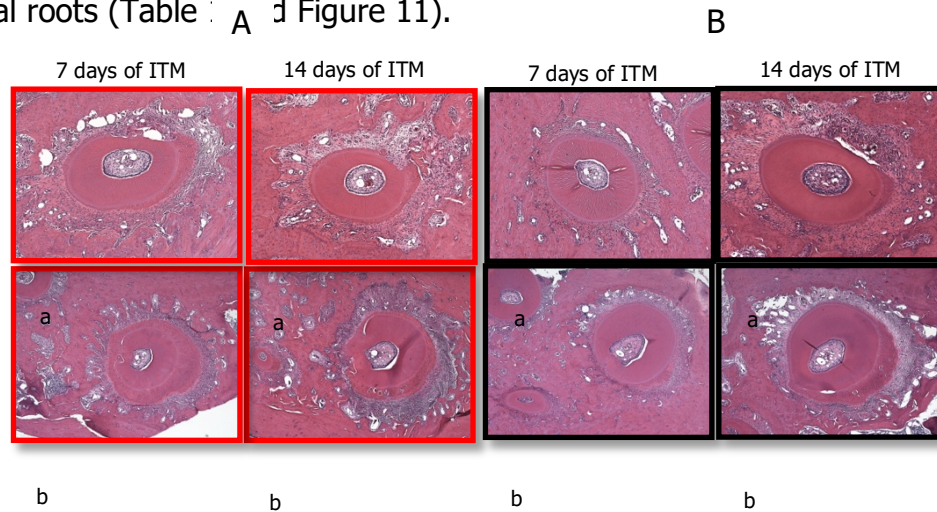 al roots (Table d Figure 11).
A B
7 days of ITM 14 days of ITM 7 days of ITM 14 days of ITM
a a a a
b b b b